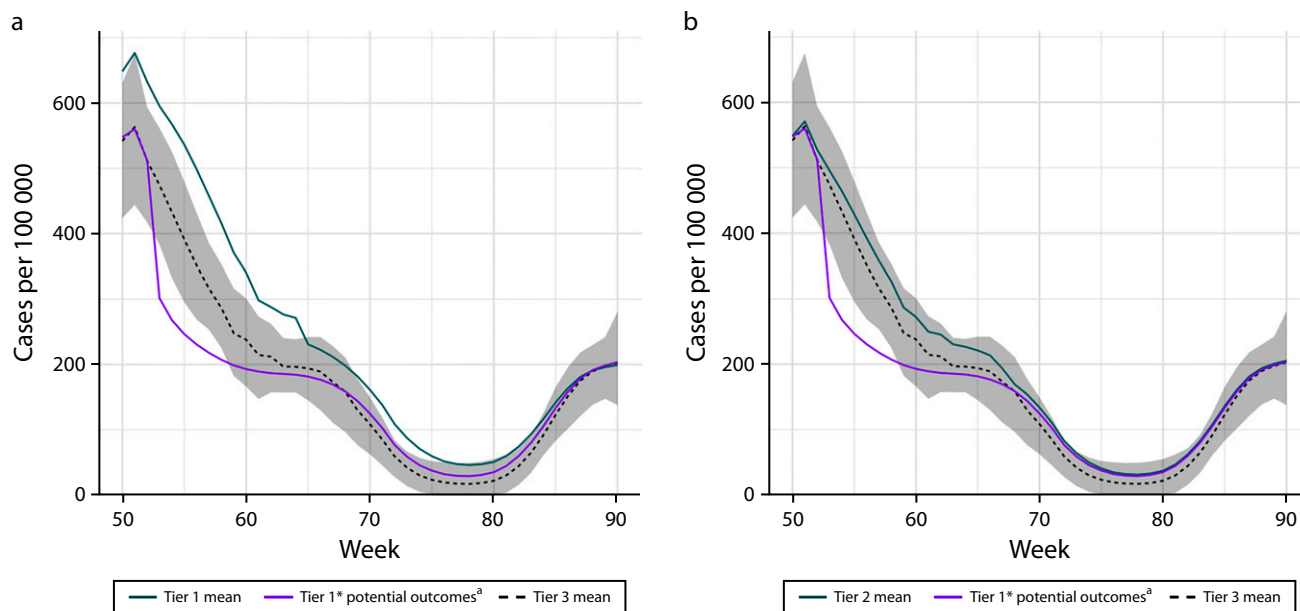 a
Cases per 100 000
600
400
200
0
50
60
70
80
90
Week
Tier 1 mean
Tier 1* potential outcomesᵃ
Tier 3 mean
b
Cases per 100 000
600
400
200
0
50
60
70
80
90
Week
Tier 2 mean
Tier 1* potential outcomesᵃ
Tier 3 mean